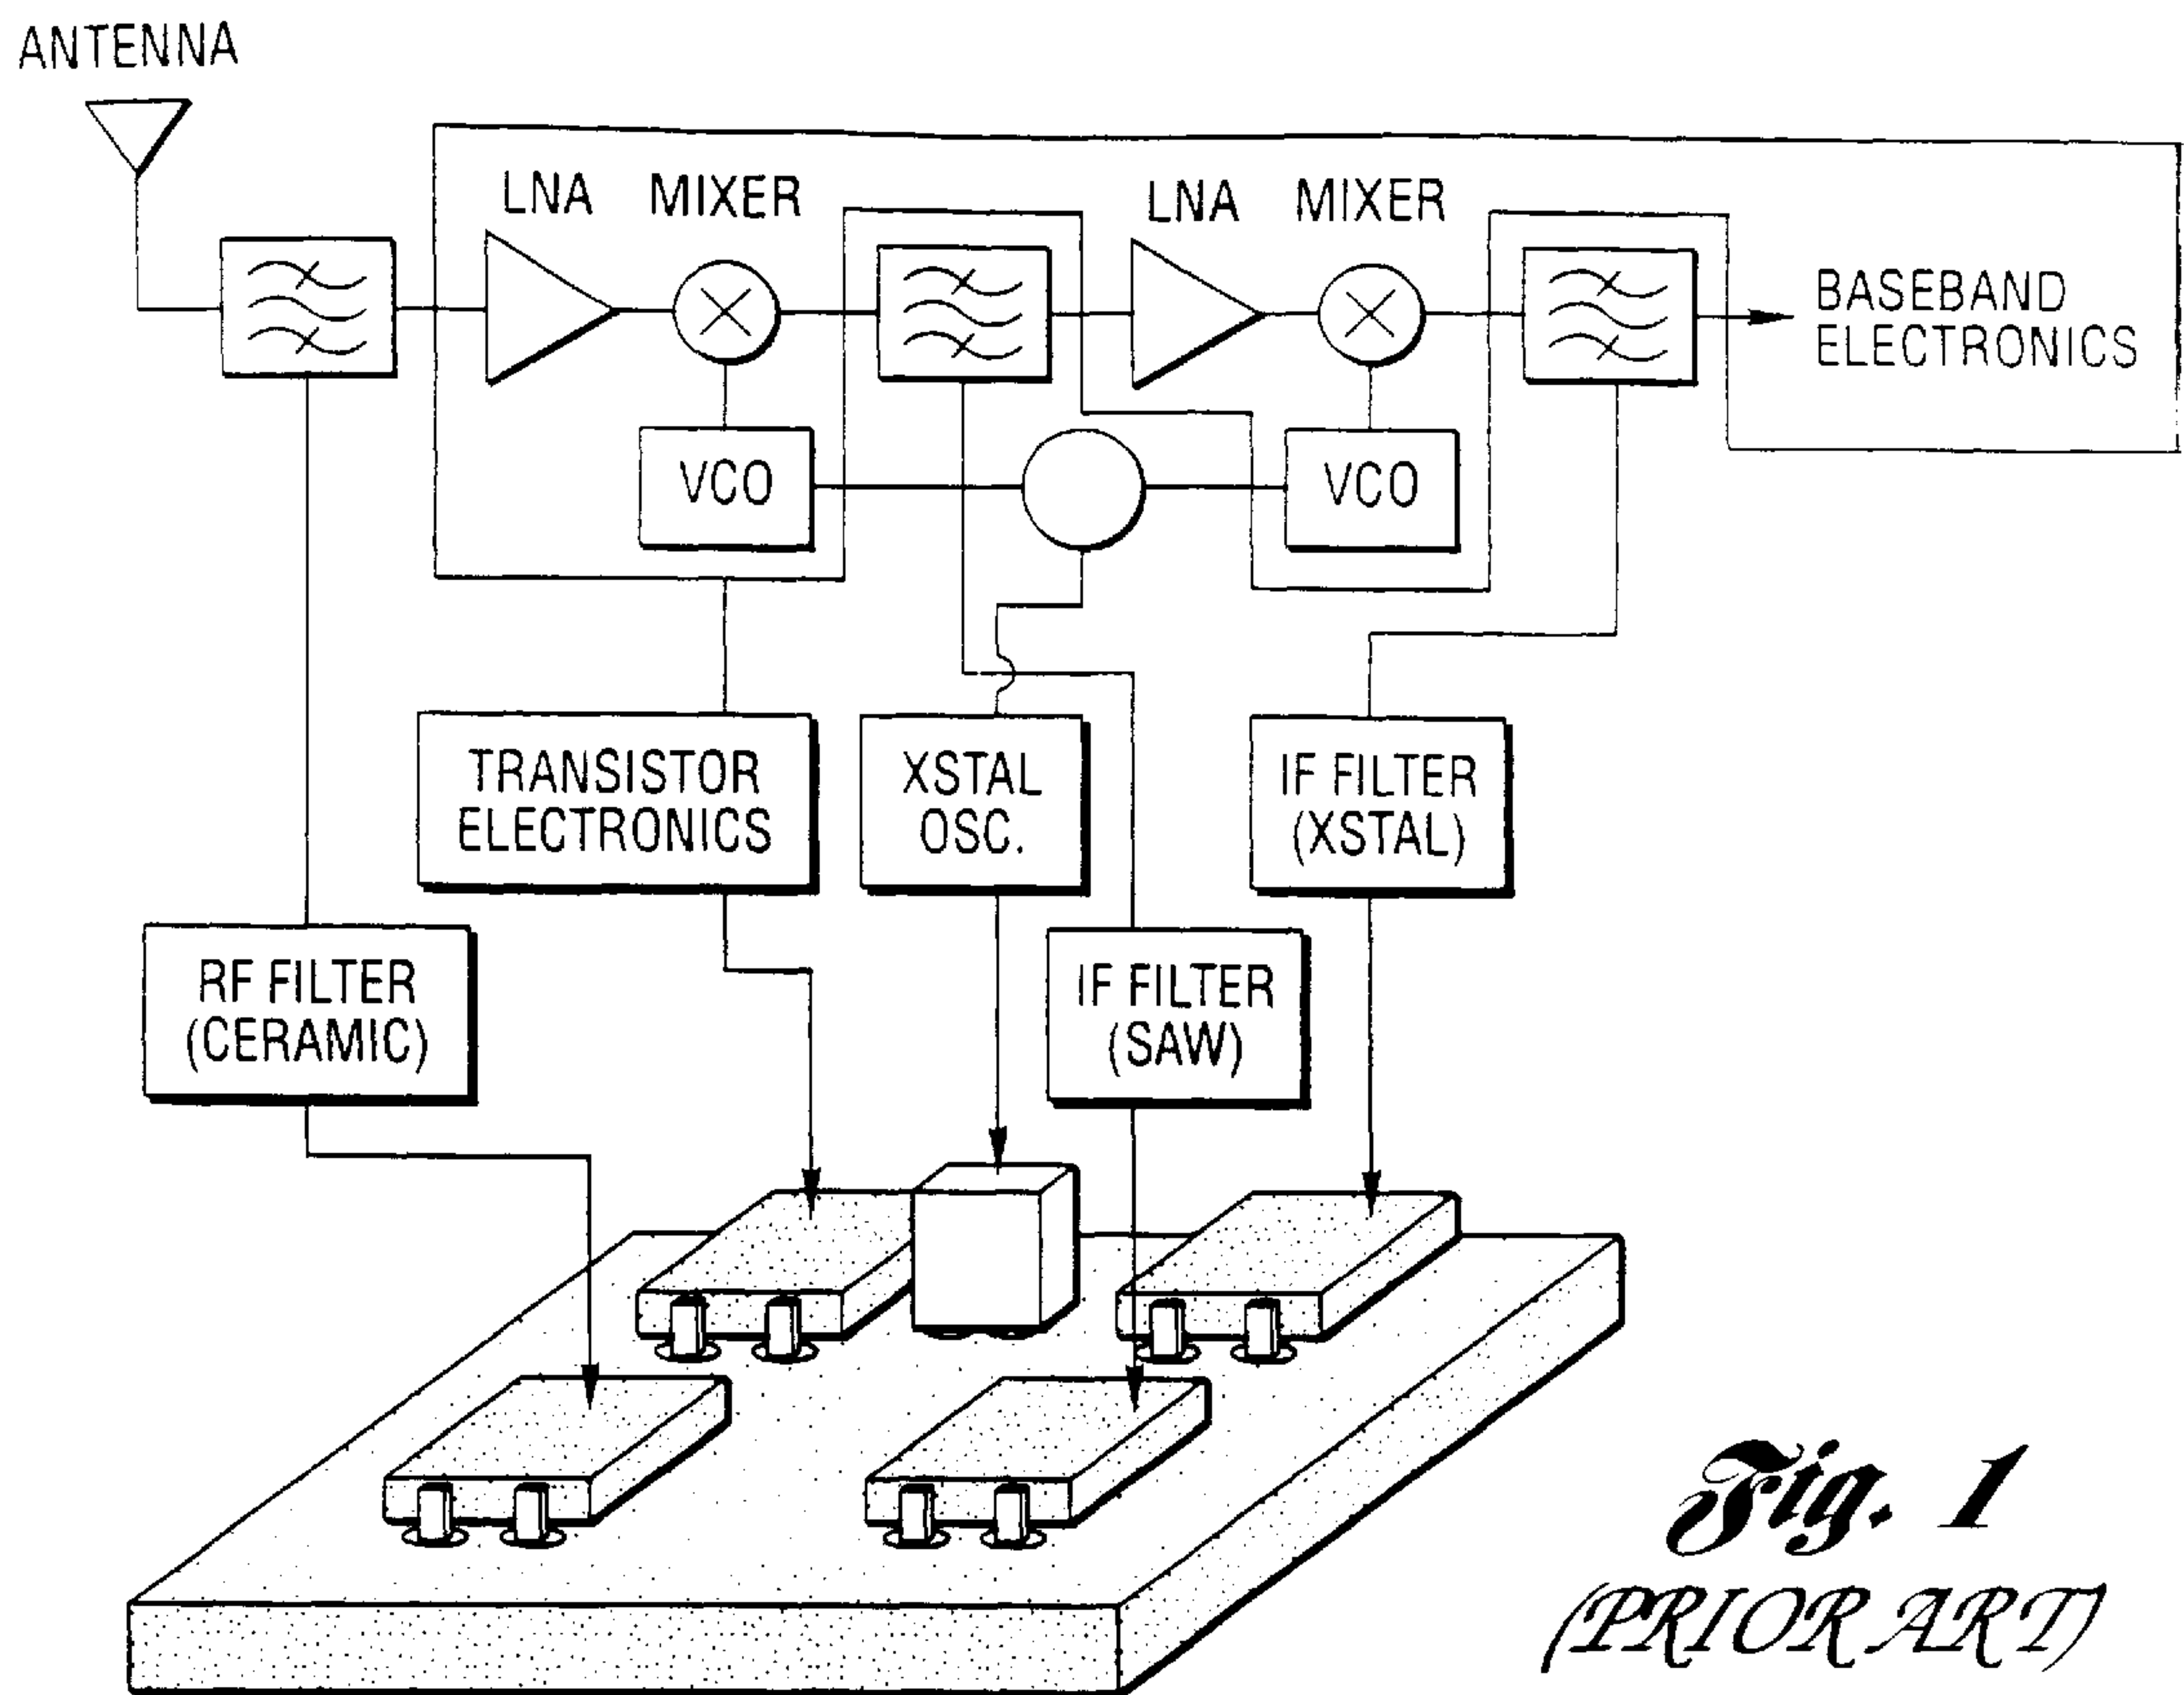 ANTENNA
LNA MIXER
LNA MIXER
BASEBAND
ELECTRONICS
VCO
VCO
TRANSISTOR
ELECTRONICS
XSTAL
OSC.
IF FILTER
(XSTAL)
RF FILTER
(CERAMIC)
IF FILTER
(SAW)
Fig. 1
(PRIOR ART)